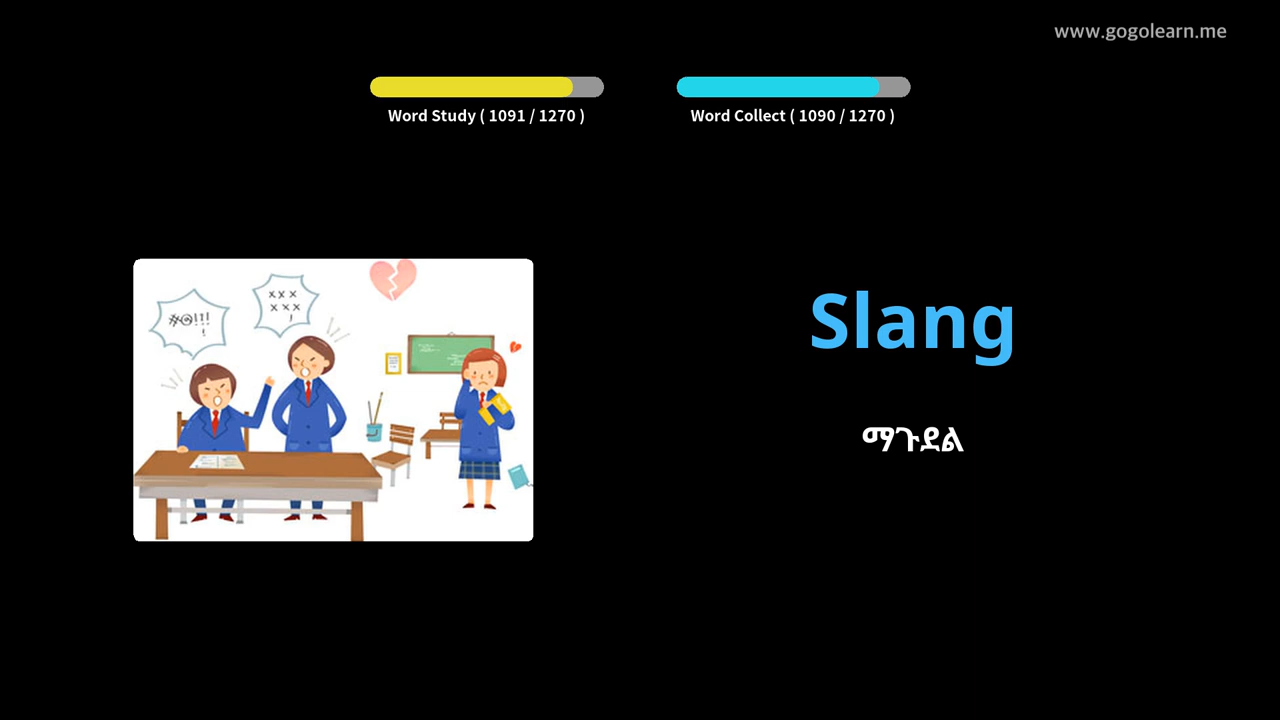 www.gogolearn.me
Word Study ( 1091 / 1270 )
Word Collect ( 1090 / 1270 )
#@!?!
!
x x x
x x x
!
Slang
ማጉደል